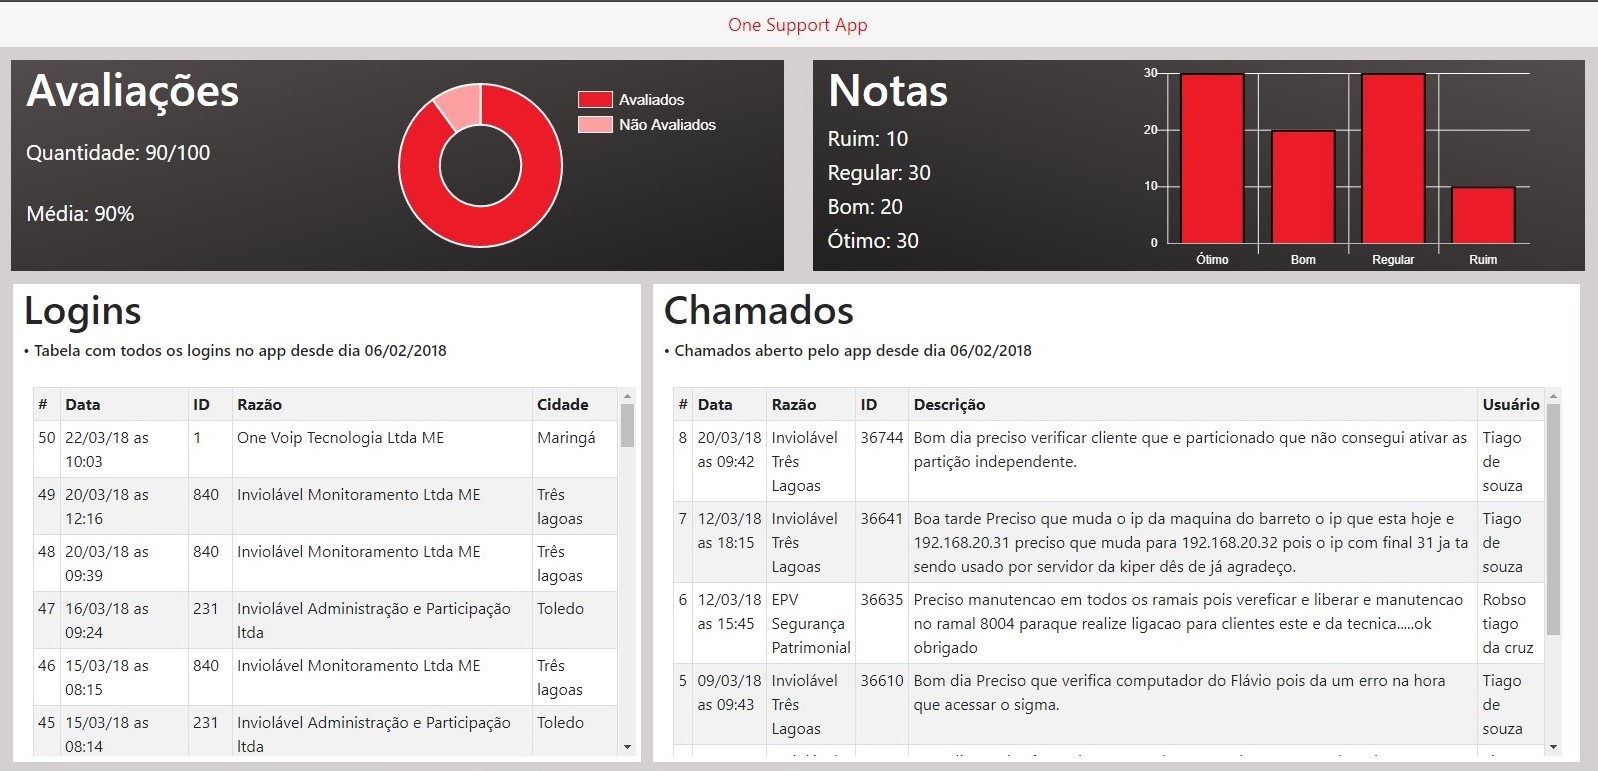 One Support App
Avaliações
Quantidade: 90/100
Média: 90%
Avaliados
Não Avaliados
Notas
Ruim: 10
Regular: 30
Bom: 20
Ótimo: 30
30
20
10
0
Ótimo Bom Regular Ruim
Logins
• Tabela com todos os logins no app desde dia 06/02/2018
# Data ID Razão Cidade
50 22/03/18 as 1 One Voip Tecnologia Ltda ME Maringá
10:03
49 20/03/18 as 840 Inviolável Monitoramento Ltda ME Três
12:16 lagoas
48 20/03/18 as 840 Inviolável Monitoramento Ltda ME Três
09:39 lagoas
47 16/03/18 as 231 Inviolável Administração e Participação Toledo
09:24 ltda
46 15/03/18 as 840 Inviolável Monitoramento Ltda ME Três
08:15 lagoas
45 15/03/18 as 231 Inviolável Administração e Participação Toledo
08:14 ltda
Chamados
• Chamados aberto pelo app desde dia 06/02/2018
# Data Razão ID Descrição Usuário
8 20/03/18 Inviolável 36744 Bom dia preciso verificar cliente que e particionado que não consegui ativar as Tiago
as 09:42 Três partição independente. de
Lagoas souza
7 12/03/18 Inviolável 36641 Boa tarde Preciso que muda o ip da maquina do barreto o ip que esta hoje e Tiago
as 18:15 Três 192.168.20.31 preciso que muda para 192.168.20.32 pois o ip com final 31 ja ta de
Lagoas sendo usado por servidor da kiper dês de já agradeço. souza
6 12/03/18 EPV 36635 Preciso manutencao em todos os ramais pois vereficar e liberar e manutencao Robso
as 15:45 Segurança no ramal 8004 paraque realize ligacao para clientes este e da tecnica.....ok tiago
Patrimonial obrigado da cruz
5 09/03/18 Inviolável 36610 Bom dia Preciso que verifica computador do Flávio pois da um erro na hora Tiago
as 09:43 Três que acessar o sigma. de
Lagoas souza